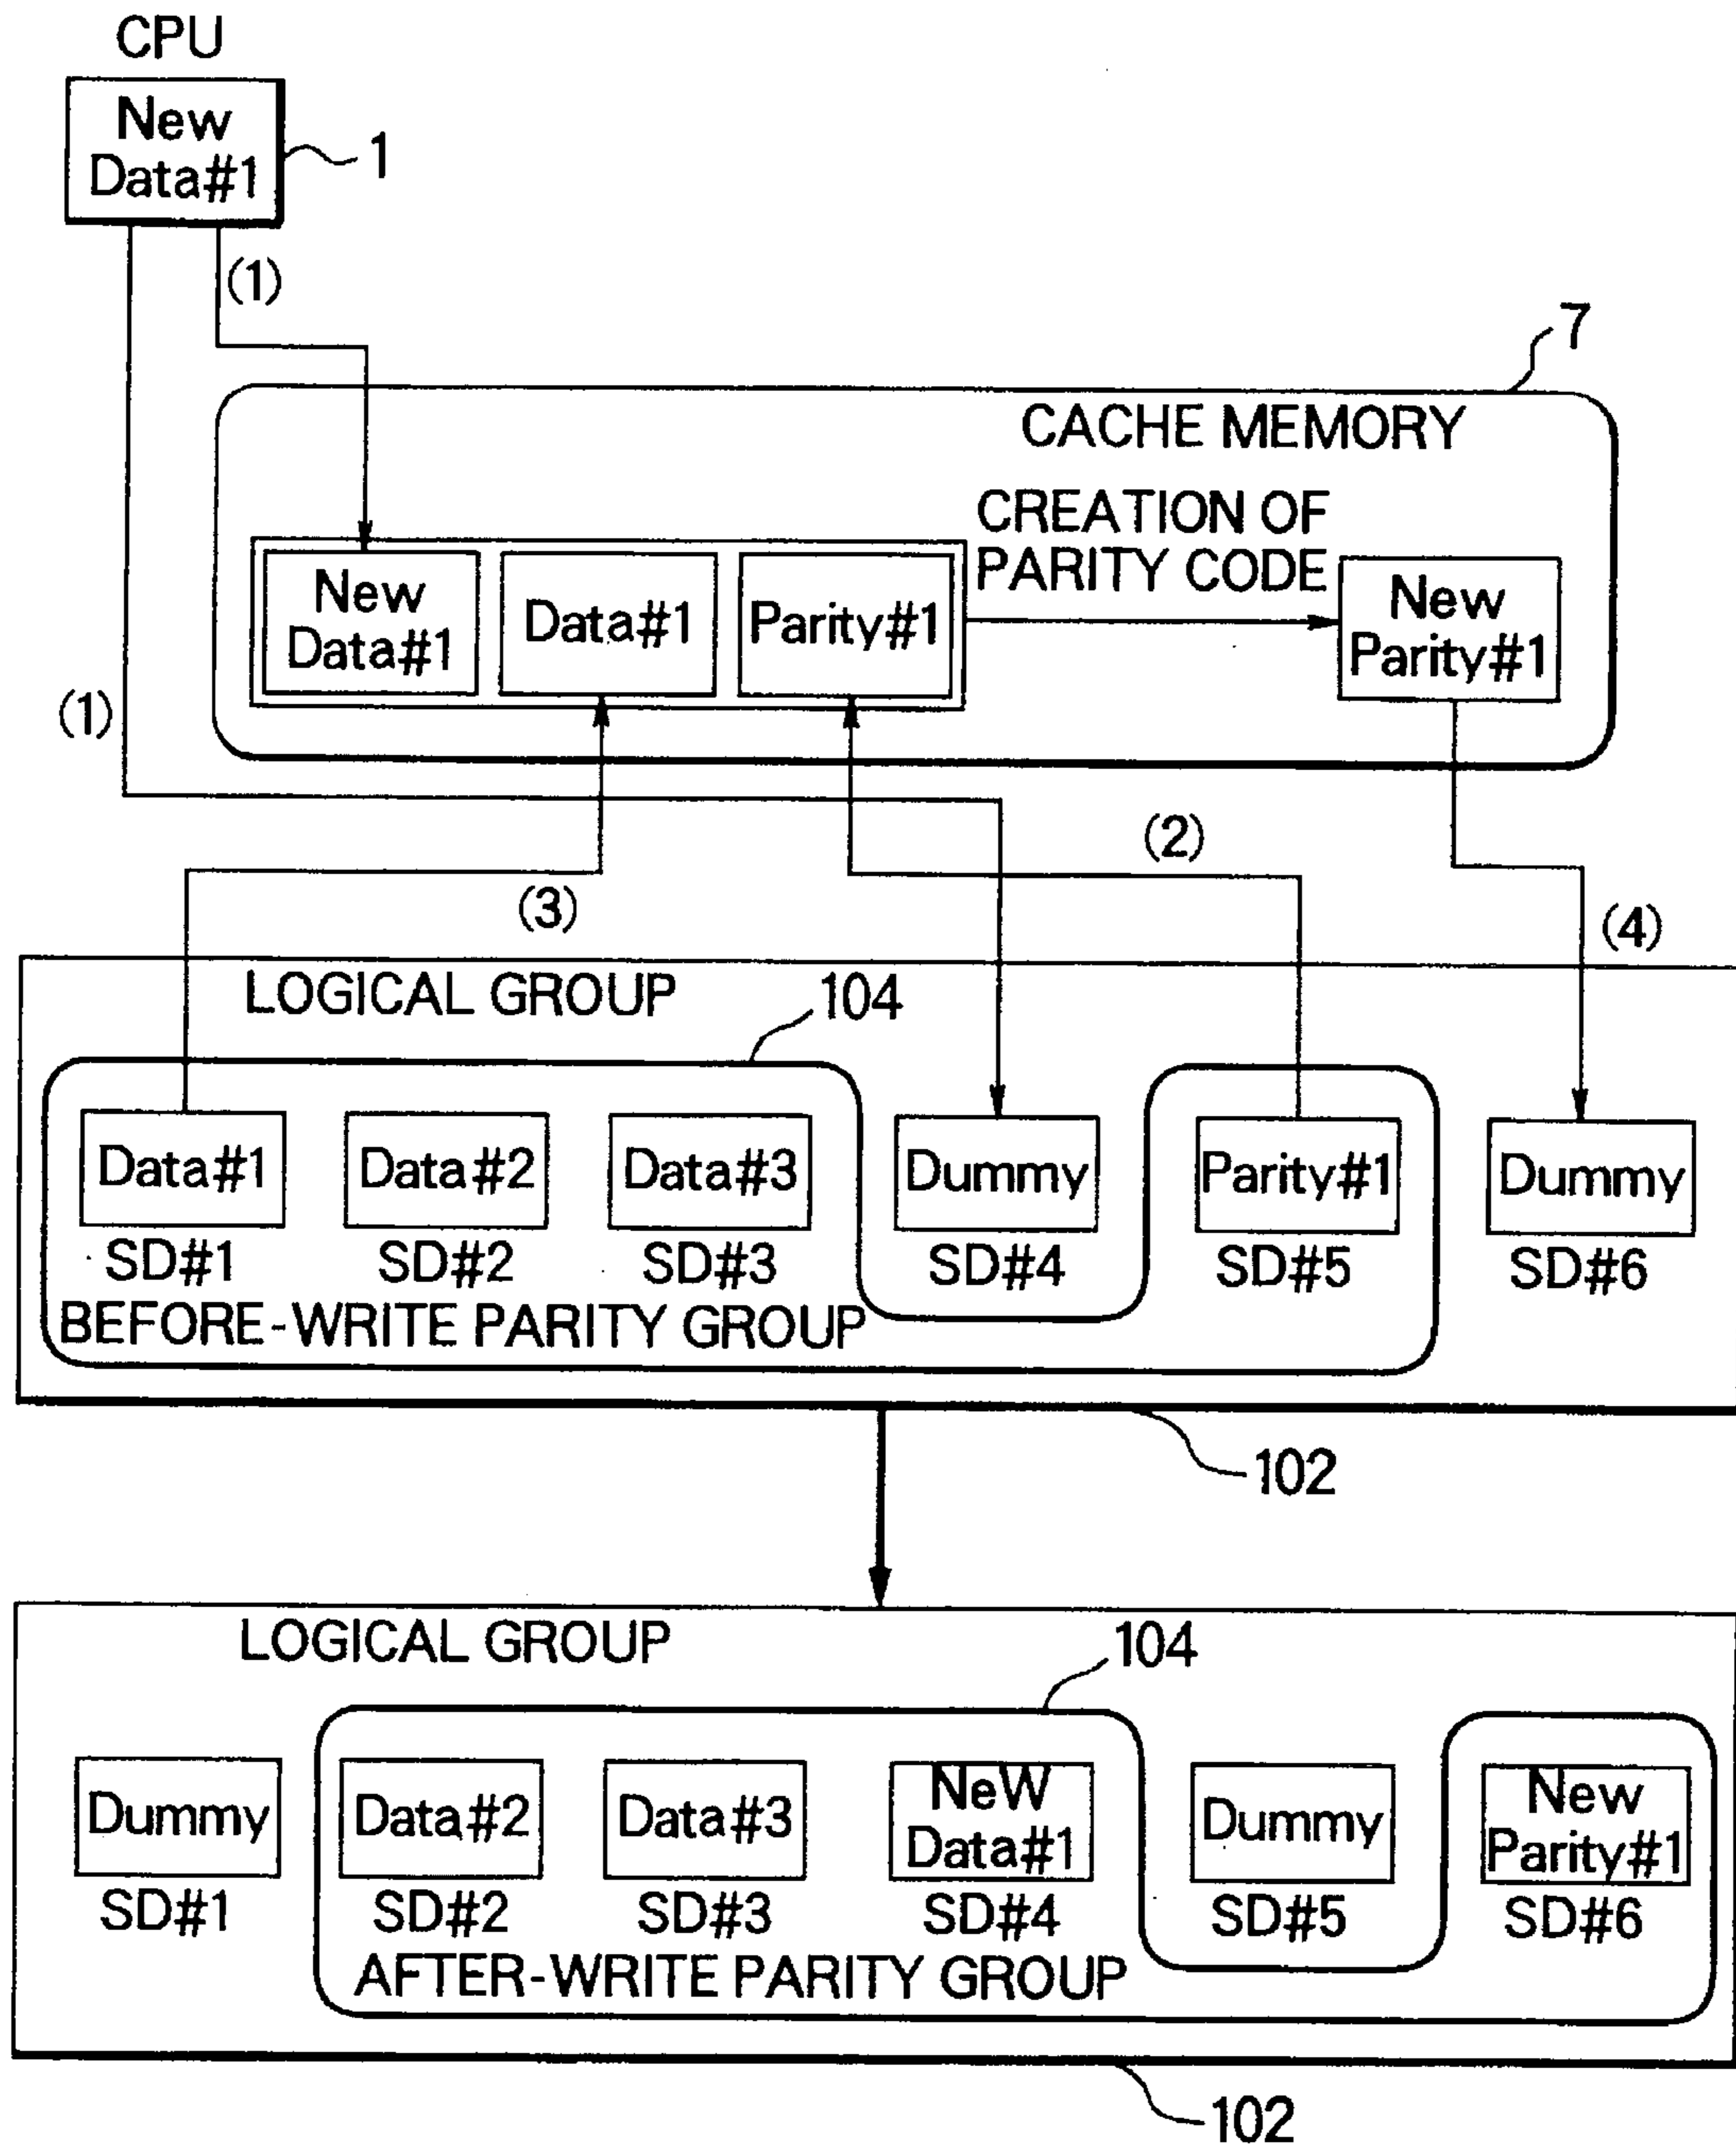 CPU
New
Data#1
1
(1)
7
CACHE MEMORY
CREATION OF
PARITY CODE
New
Data#1
Data#1
Parity#1
New
Parity#1
(1)
(2)
(3)
(4)
LOGICAL GROUP
104
Data#1
Data#2
Data#3
Dummy
Parity#1
Dummy
SD#1
SD#2
SD#3
SD#4
SD#5
SD#6
BEFORE-WRITE PARITY GROUP
102
LOGICAL GROUP
104
Dummy
Data#2
Data#3
NeW
Data#1
Dummy
New
Parity#1
SD#1
SD#2
SD#3
SD#4
SD#5
SD#6
AFTER-WRITE PARITY GROUP
102